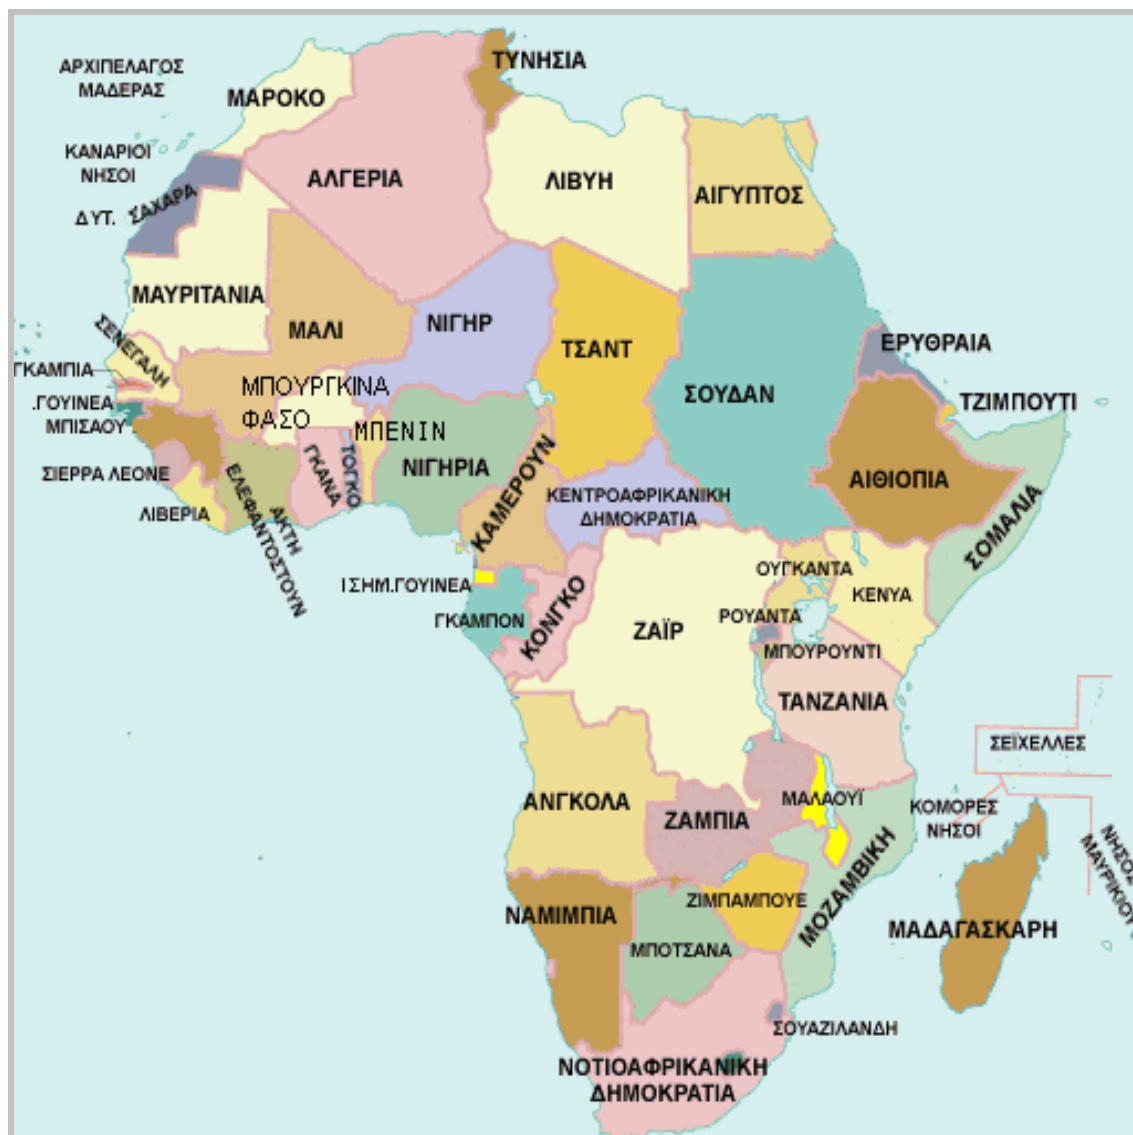 ΤΥΝΗΣΙΑ
ΑΡΧΙΠΕΛΑΓΟΣ
ΜΑΔΕΡΑΣ
ΜΑΡΟΚΟ
ΚΑΝΑΡΙΟΙ
ΝΗΣΟΙ
ΑΛΓΕΡΙΑ
ΛΙΒΥΗ
ΑΙΓΥΠΤΟΣ
ΔΥΤ. ΣΑΧΑΡΑ
ΜΑΥΡΙΤΑΝΙΑ
ΜΑΛΙ
ΝΙΓΗΡ
ΤΣΑΝΤ
ΣΟΥΔΑΝ
ΕΡΥΘΡΑΙΑ
ΣΕΝΕΓΑΛΗ
ΓΚΑΜΠΙΑ
ΜΠΟΥΡΓΚΙΝΑ
ΦΑΣΟ
ΤΖΙΜΠΟΥΤΙ
.ΓΟΥΙΝΕΑ
ΜΠΙΣΑΟΥ
ΜΠΕΝΙΝ
ΣΙΕΡΡΑ ΛΕΟΝΕ
ΓΚΑΝΑ
ΤΟΓΚΟ
ΝΙΓΗΡΙΑ
ΚΑΜΕΡΟΥΝ
ΚΕΝΤΡΟΑΦΡΙΚΑΝΙΚΗ
ΔΗΜΟΚΡΑΤΙΑ
ΑΙΘΙΟΠΙΑ
ΣΟΜΑΛΙΑ
ΛΙΒΕΡΙΑ
ΑΚΤΗ
ΕΛΕΦΑΝΤΟΣΤΟΥΝ
ΙΣΗΜ.ΓΟΥΙΝΕΑ
ΟΥΓΚΑΝΤΑ
ΚΕΝΥΑ
ΓΚΑΜΠΟΝ
ΚΟΝΓΚΟ
ΖΑΪΡ
ΡΟΥΑΝΤΑ
ΜΠΟΥΡΟΥΝΤΙ
ΤΑΝΖΑΝΙΑ
ΣΕΪΧΕΛΛΕΣ
ΑΝΓΚΟΛΑ
ΖΑΜΠΙΑ
ΜΑΛΑΟΥΪ
ΚΟΜΟΡΕΣ
ΝΗΣΟΙ
ΝΗΣΟΣ
ΜΑΥΡΙΚΙΟΥ
ΝΑΜΙΜΠΙΑ
ΖΙΜΠΑΜΠΟΥΕ
ΜΟΖΑΜΒΙΚΗ
ΜΑΔΑΓΑΣΚΑΡΗ
ΜΠΟΤΣΑΝΑ
ΣΟΥΑΖΙΛΑΝΔΗ
ΝΟΤΙΟΑΦΡΙΚΑΝΙΚΗ
ΔΗΜΟΚΡΑΤΙΑ